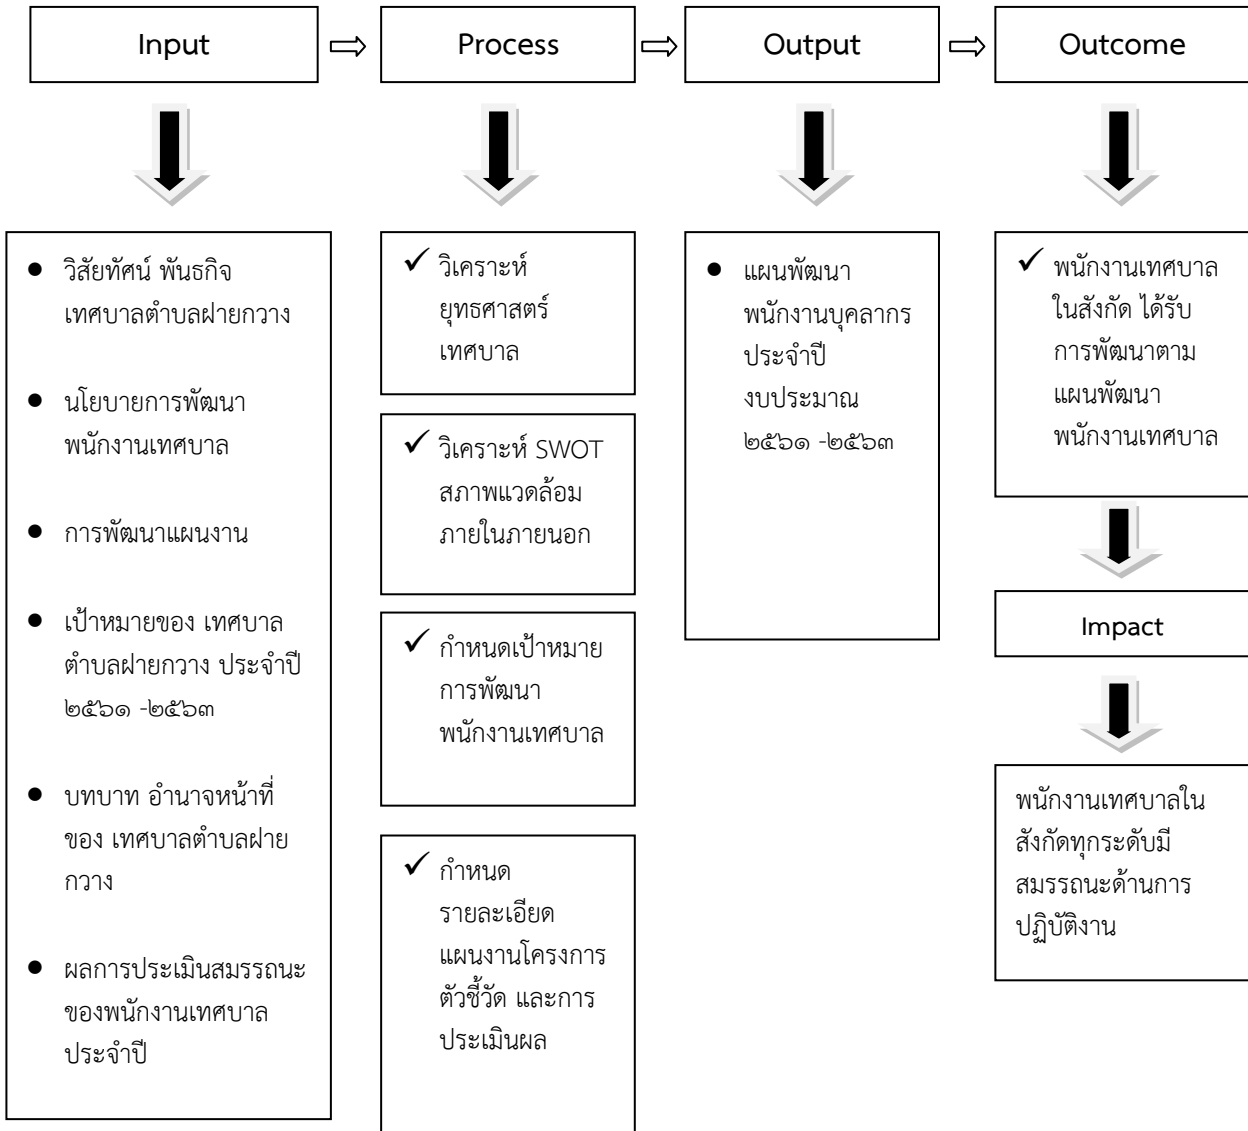 Input
Process
Output
Outcome
● วิสัยทัศน์ พันธกิจ
เทศบาลตำบลฝายกวาง
● นโยบายการพัฒนา
พนักงานเทศบาล
● การพัฒนาแผนงาน
● เป้าหมายของ เทศบาล
ตำบลฝายกวาง ประจำปี
๒๕๖๑ -๒๕๖๓
● บทบาท อำนาจหน้าที่
ของ เทศบาลตำบลฝาย
กวาง
● ผลการประเมินสมรรถนะ
ของพนักงานเทศบาล
ประจำปี
✓ วิเคราะห์
ยุทธศาสตร์
เทศบาล
✓ วิเคราะห์ SWOT
สภาพแวดล้อม
ภายในภายนอก
✓ กำหนดเป้าหมาย
การพัฒนา
พนักงานเทศบาล
✓ กำหนด
รายละเอียด
แผนงานโครงการ
ตัวชี้วัด และการ
ประเมินผล
● แผนพัฒนา
พนักงานบุคลากร
ประจำปี
งบประมาณ
๒๕๖๑ -๒๕๖๓
✓ พนักงานเทศบาล
ในสังกัด ได้รับ
การพัฒนาตาม
แผนพัฒนา
พนักงานเทศบาล
Impact
พนักงานเทศบาลใน
สังกัดทุกระดับมี
สมรรถนะด้านการ
ปฏิบัติงาน